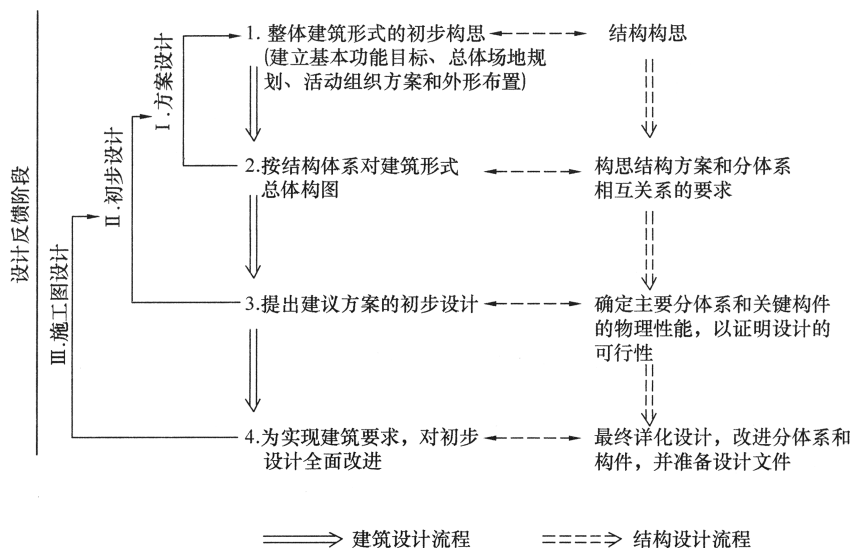 1. 整体建筑形式的初步构思
(建立基本功能目标、总体场地规
划、活动组织方案和外形布置)
结构构思
2.按结构体系对建筑形式
总体构图
构思结构方案和分体系
相互关系的要求
3.提出建议方案的初步设计
确定主要分体系和关键构件
的物理性能，以证明设计的
可行性
4.为实现建筑要求，对初步
设计全面改进
最终详化设计，改进分体系和
构件，并准备设计文件
设计反馈阶段
Ⅲ.施工图设计
Ⅱ.初步设计
Ⅰ.方案设计
建筑设计流程
结构设计流程